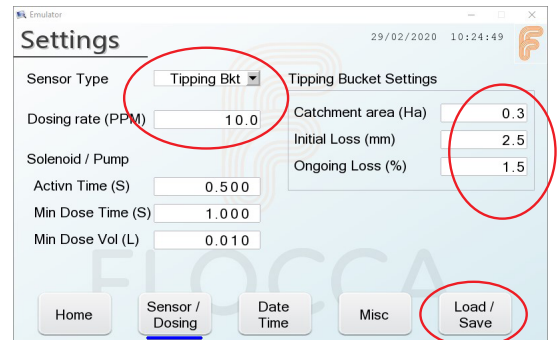 Emulator
Settings
29/02/2020 10:24:49
Sensor Type Tipping Bkt
Dosing rate (PPM) 10.0
Tipping Bucket Settings
Catchment area (Ha) 0.3
Initial Loss (mm) 2.5
Ongoing Loss (%) 1.5
Solenoid / Pump
Activn Time (S) 0.500
Min Dose Time (S) 1.000
Min Dose Vol (L) 0.010
FLOCCA
Home
Sensor /
Dosing
Date
Time
Misc
Load /
Save